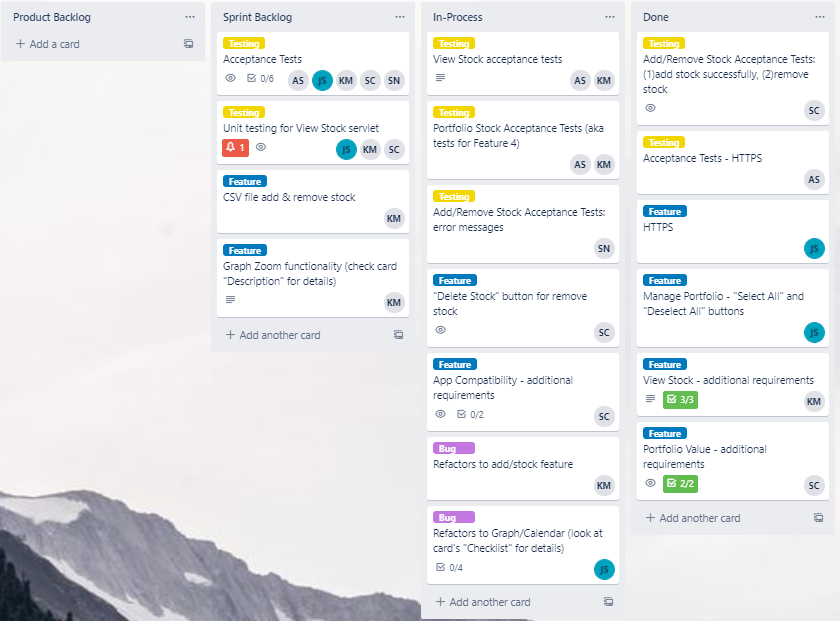 Product Backlog
Add a card
Sprint Backlog
Testing
Acceptance Tests
0/6
AS JS KM SC SN
Testing
Unit testing for View Stock servlet
1
JS KM SC
Feature
CSV file add & remove stock
KM
Feature
Graph Zoom functionality (check card
"Description" for details)
KM
Add another card
In-Process
Testing
View Stock acceptance tests
AS KM
Testing
Portfolio Stock Acceptance Tests (aka
tests for Feature 4)
AS KM
Testing
Add/Remove Stock Acceptance Tests:
error messages
SN
Feature
"Delete Stock" button for remove
stock
SC
Feature
App Compatibility - additional
requirements
0/2
SC
Bug
Refactors to add/stock feature
KM
Bug
Refactors to Graph/Calendar (look at
card's "Checklist" for details)
0/4
JS
Add another card
Done
Testing
Add/Remove Stock Acceptance Tests:
(1)add stock successfully, (2)remove
stock
SC
Testing
Acceptance Tests - HTTPS
AS
Feature
HTTPS
JS
Feature
Manage Portfolio - "Select All" and
"Deselect All" buttons
JS
Feature
View Stock - additional requirements
3/3
KM
Feature
Portfolio Value - additional
requirements
2/2
SC
Add another card